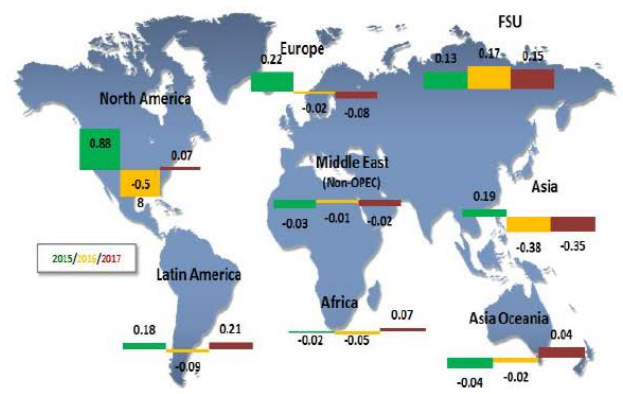 FSU
0.13 0.17 0.15
Europe
0.22
-0.02 -0.08
North America
0.88
-0.5
8
0.07
Middle East
(Non-OPEC)
-0.03 -0.01 -0.02
Asia
0.19
-0.38 -0.35
2015/2016/2017
Latin America
0.18 0.21
-0.09
Africa
0.07
-0.02 -0.05
Asia Oceania
0.04
-0.04 -0.02